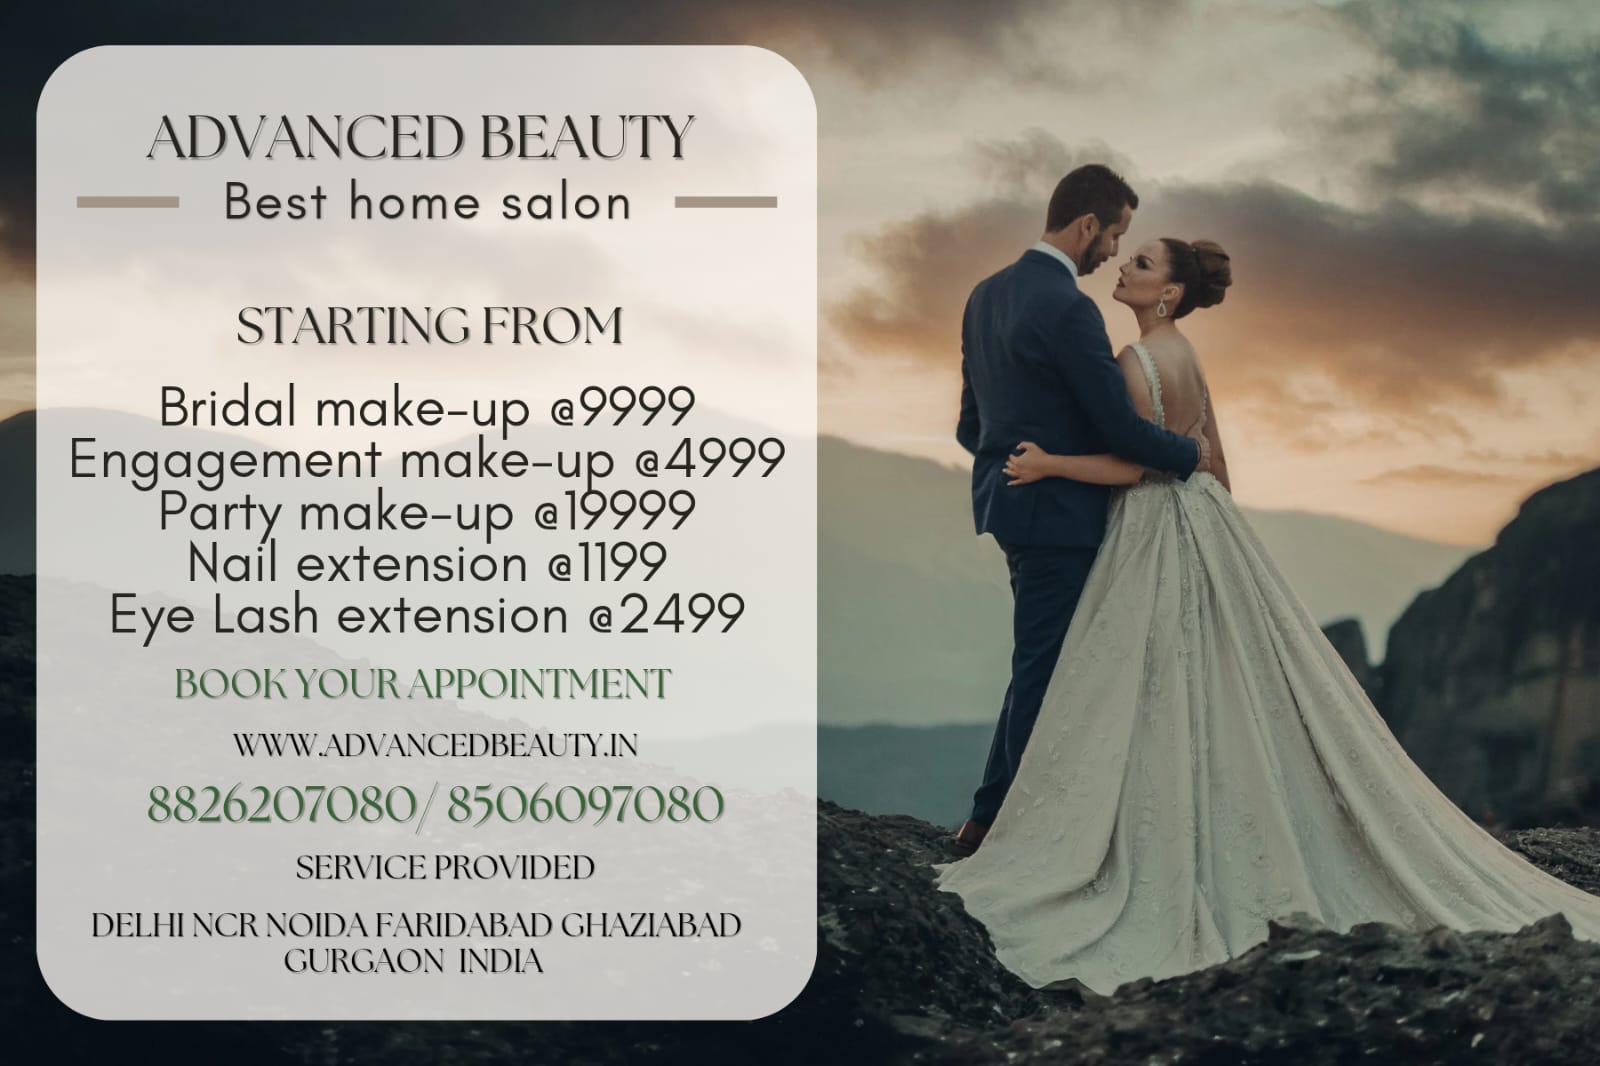 ADVANCED BEAUTY
Best home salon
STARTING FROM
Bridal make-up @9999
Engagement make-up @4999
Party make-up @19999
Nail extension @1199
Eye Lash extension @2499
BOOK YOUR APPOINTMENT
WWW.ADVANCEDBEAUTY.IN
8826207080/ 8506097080
SERVICE PROVIDED
DELHI NCR NOIDA FARIDABAD GHAZIABAD
GURGAON INDIA